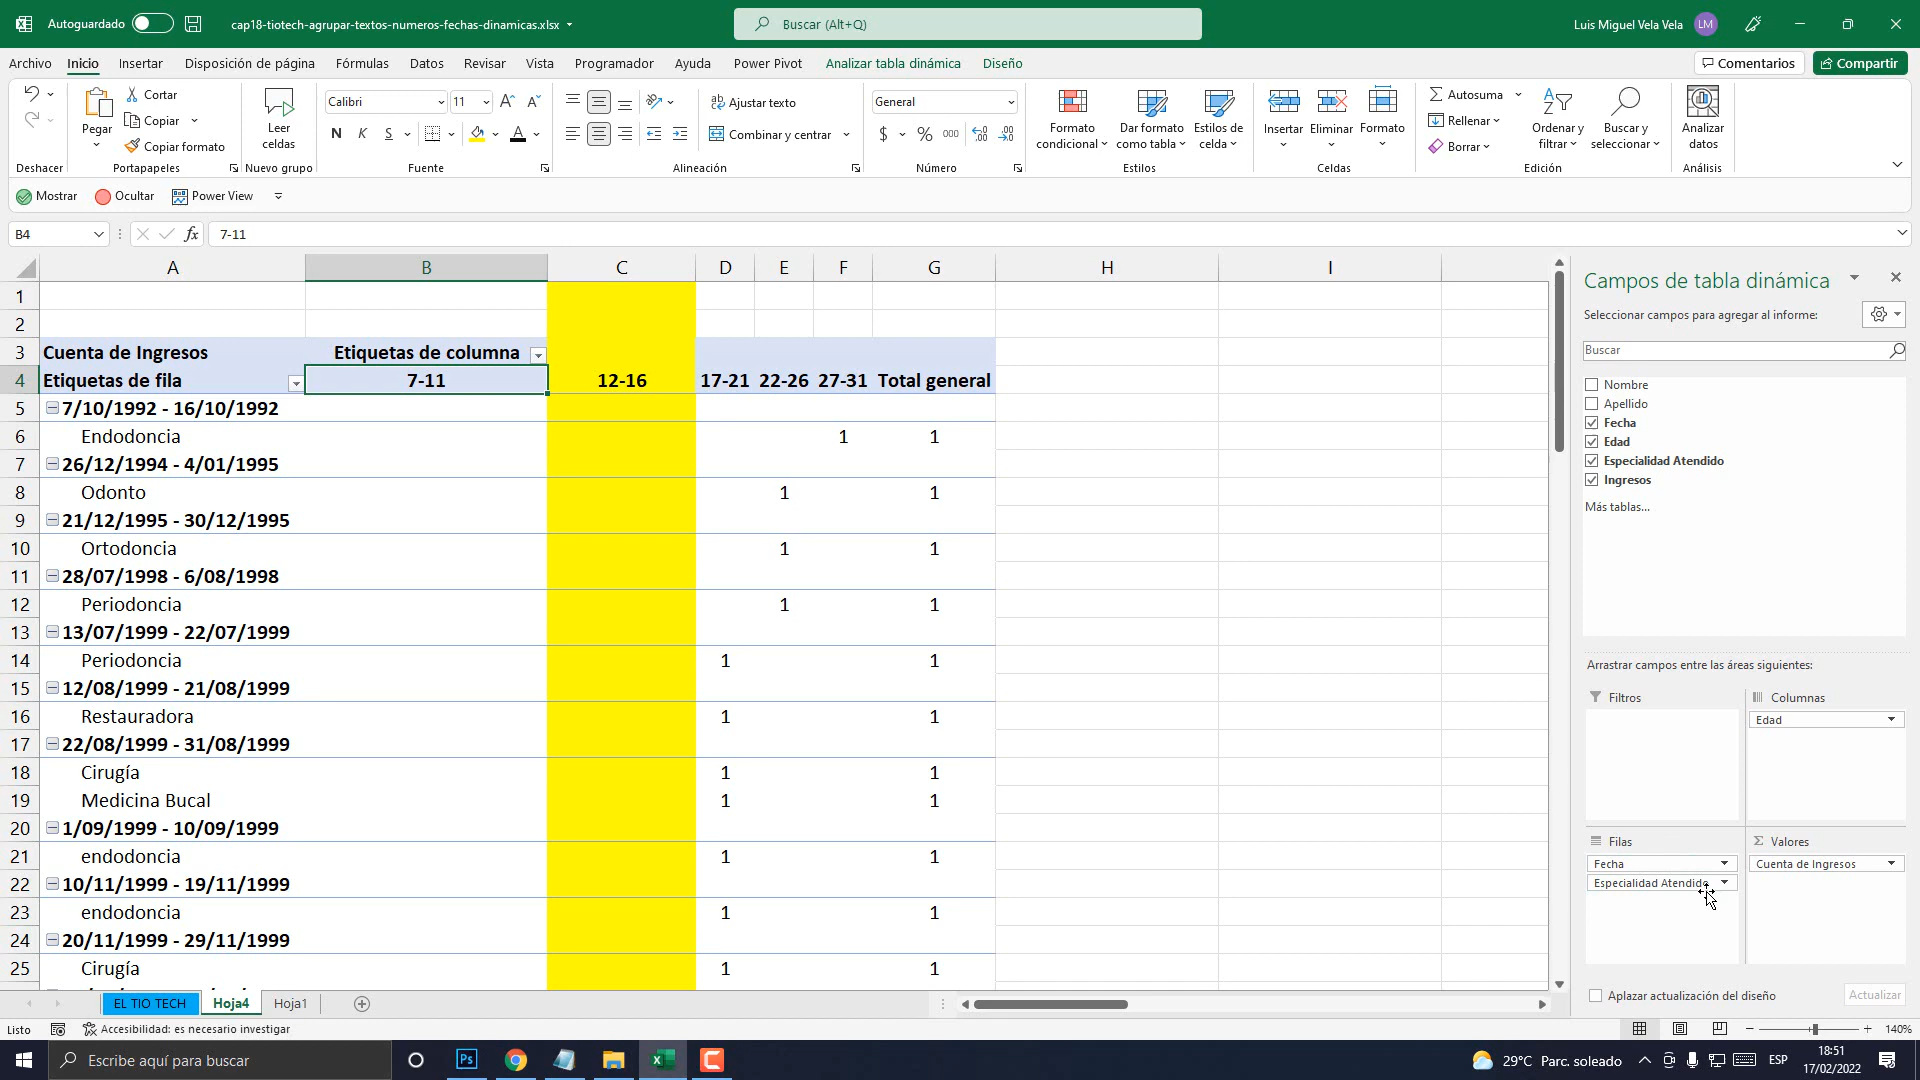 Autoguardado
cap18-tiotech-agrupar-textos-numeros-fechas-dinamicas.xlsx
Buscar (Alt+Q)
Luis Miguel Vela Vela
LM
Archivo Inicio Insertar Disposición de página Fórmulas Datos Revisar Vista Programador Ayuda Power Pivot Analizar tabla dinámica Diseño
Comentarios
Compartir
Pegar
Cortar
Copiar
Copiar formato
Leer celdas
Calibri 11
N K S
Ajustar texto
Combinar y centrar
General
$ % 000
Formato condicional
Dar formato como tabla
Estilos de celda
Insertar
Eliminar
Formato
Autosuma
Rellenar
Borrar
Ordenar y filtrar
Buscar y seleccionar
Analizar datos
Deshacer Portapapeles Nuevo grupo Fuente Alineación Número Estilos Celdas Edición Análisis
Mostrar Ocultar Power View
B4 fx 7-11
A B C D E F G H I
1
2
3 Cuenta de Ingresos Etiquetas de columna
4 Etiquetas de fila 7-11 12-16 17-21 22-26 27-31 Total general
5 7/10/1992 - 16/10/1992
6 Endodoncia 1 1
7 26/12/1994 - 4/01/1995
8 Odonto 1 1
9 21/12/1995 - 30/12/1995
10 Ortodoncia 1 1
11 28/07/1998 - 6/08/1998
12 Periodoncia 1 1
13 13/07/1999 - 22/07/1999
14 Periodoncia 1 1
15 12/08/1999 - 21/08/1999
16 Restauradora 1 1
17 22/08/1999 - 31/08/1999
18 Cirugía 1 1
19 Medicina Bucal 1 1
20 1/09/1999 - 10/09/1999
21 endodoncia 1 1
22 10/11/1999 - 19/11/1999
23 endodoncia 1 1
24 20/11/1999 - 29/11/1999
25 Cirugía 1 1
Campos de tabla dinámica
Seleccionar campos para agregar al informe:
Buscar
Nombre
Apellido
Fecha
Edad
Especialidad Atendido
Ingresos
Más tablas...
Arrastrar campos entre las áreas siguientes:
Filtros
Columnas
Edad
Filas
Fecha
Especialidad Atendido
Σ Valores
Cuenta de Ingresos
Aplazar actualización del diseño
Actualizar
EL TIO TECH Hoja4 Hoja1
Listo
Accesibilidad: es necesario investigar
140%
Escribe aquí para buscar
Ps
29°C Parc. soleado
ESP
18:51
17/02/2022